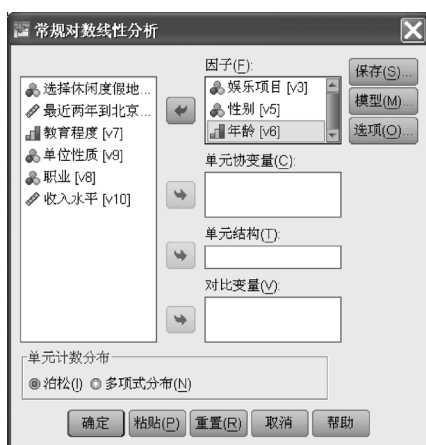 常规对数线性分析
因子(F):
保存(S)...
选择休闲度假地...
娱乐项目 [v3]
最近两年到北京...
性别 [v5]
模型(M)...
教育程度 [v7]
年龄 [v6]
选项(O)...
单位性质 [v9]
职业 [v8]
收入水平 [v10]
单元协变量(C):
单元结构(T):
对比变量(V):
单元计数分布
泊松(I) 多项式分布(N)
确定 粘贴(P) 重置(R) 取消 帮助